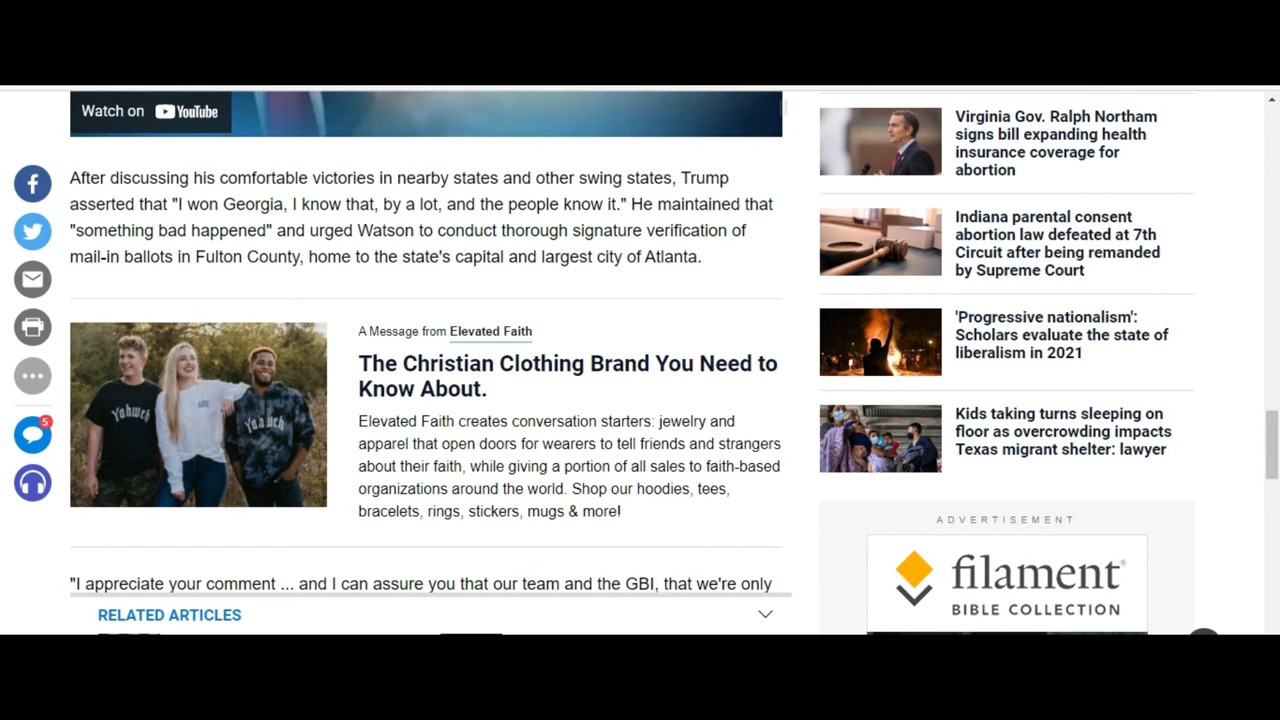 Watch on YouTube
After discussing his comfortable victories in nearby states and other swing states, Trump
asserted that "I won Georgia, I know that, by a lot, and the people know it." He maintained that
"something bad happened" and urged Watson to conduct thorough signature verification of
mail-in ballots in Fulton County, home to the state's capital and largest city of Atlanta.
5
Yahweh
Yahweh
A Message from Elevated Faith
The Christian Clothing Brand You Need to
Know About.
Elevated Faith creates conversation starters: jewelry and
apparel that open doors for wearers to tell friends and strangers
about their faith, while giving a portion of all sales to faith-based
organizations around the world. Shop our hoodies, tees,
bracelets, rings, stickers, mugs & more!
"I appreciate your comment ... and I can assure you that our team and the GBI, that we're only
RELATED ARTICLES
Virginia Gov. Ralph Northam
signs bill expanding health
insurance coverage for
abortion
Indiana parental consent
abortion law defeated at 7th
Circuit after being remanded
by Supreme Court
'Progressive nationalism':
Scholars evaluate the state of
liberalism in 2021
Kids taking turns sleeping on
floor as overcrowding impacts
Texas migrant shelter: lawyer
ADVERTISEMENT
filament®
BIBLE COLLECTION